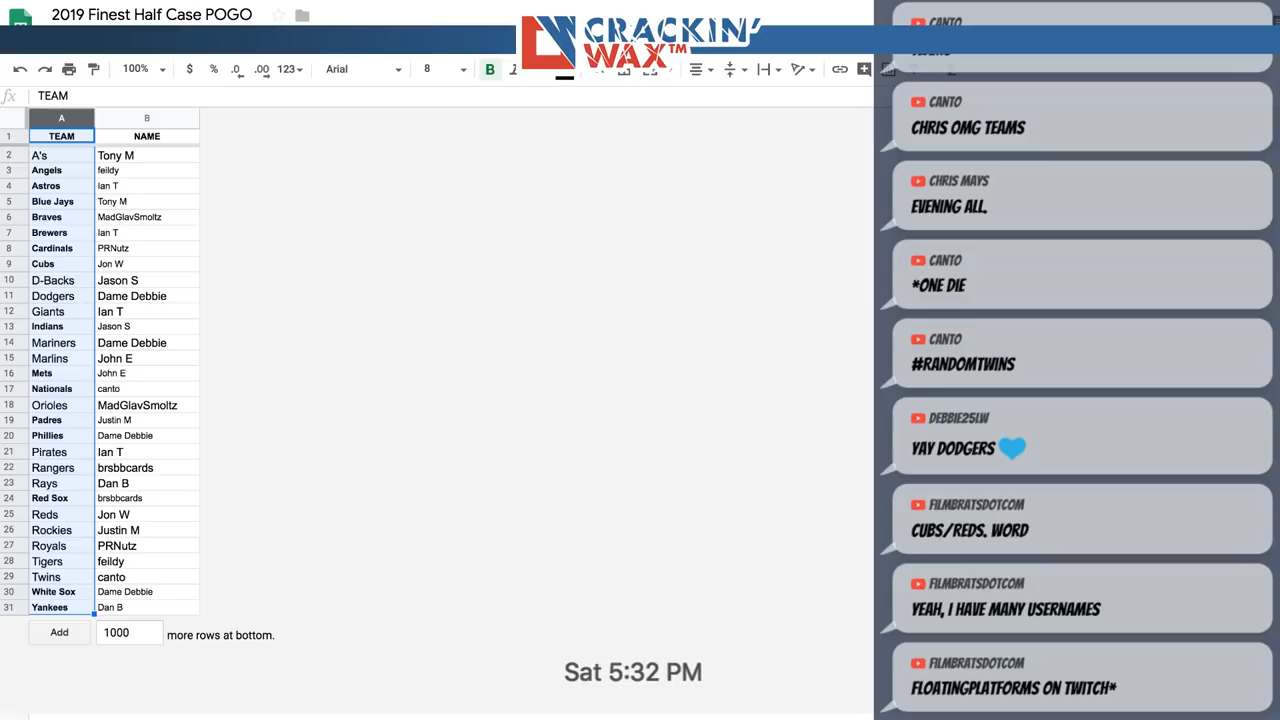 2019 Finest Half Case POGO
CRACKIN'
WAX™
100%
$
%
.0
.00
123
Arial
8
B
fx
TEAM
A
B
1
TEAM
NAME
2
A's
Tony M
3
Angels
feildy
4
Astros
Ian T
5
Blue Jays
Tony M
6
Braves
MadGlavSmoltz
7
Brewers
Ian T
8
Cardinals
PRNutz
9
Cubs
Jon W
10
D-Backs
Jason S
11
Dodgers
Dame Debbie
12
Giants
Ian T
13
Indians
Jason S
14
Mariners
Dame Debbie
15
Marlins
John E
16
Mets
John E
17
Nationals
canto
18
Orioles
MadGlavSmoltz
19
Padres
Justin M
20
Phillies
Dame Debbie
21
Pirates
Ian T
22
Rangers
brsbbcards
23
Rays
Dan B
24
Red Sox
brsbbcards
25
Reds
Jon W
26
Rockies
Justin M
27
Royals
PRNutz
28
Tigers
feildy
29
Twins
canto
30
White Sox
Dame Debbie
31
Yankees
Dan B
Add
1000
more rows at bottom.
Sat 5:32 PM
CANTO
CANTO
CHRIS OMG TEAMS
CHRIS MAYS
EVENING ALL.
CANTO
*ONE DIE
CANTO
#RANDOMTWINS
DEBBIE25LW
YAY DODGERS
FILMBRATSDOTCOM
CUBS/REDS. WORD
FILMBRATSDOTCOM
YEAH, I HAVE MANY USERNAMES
FILMBRATSDOTCOM
FLOATINGPLATFORMS ON TWITCH*